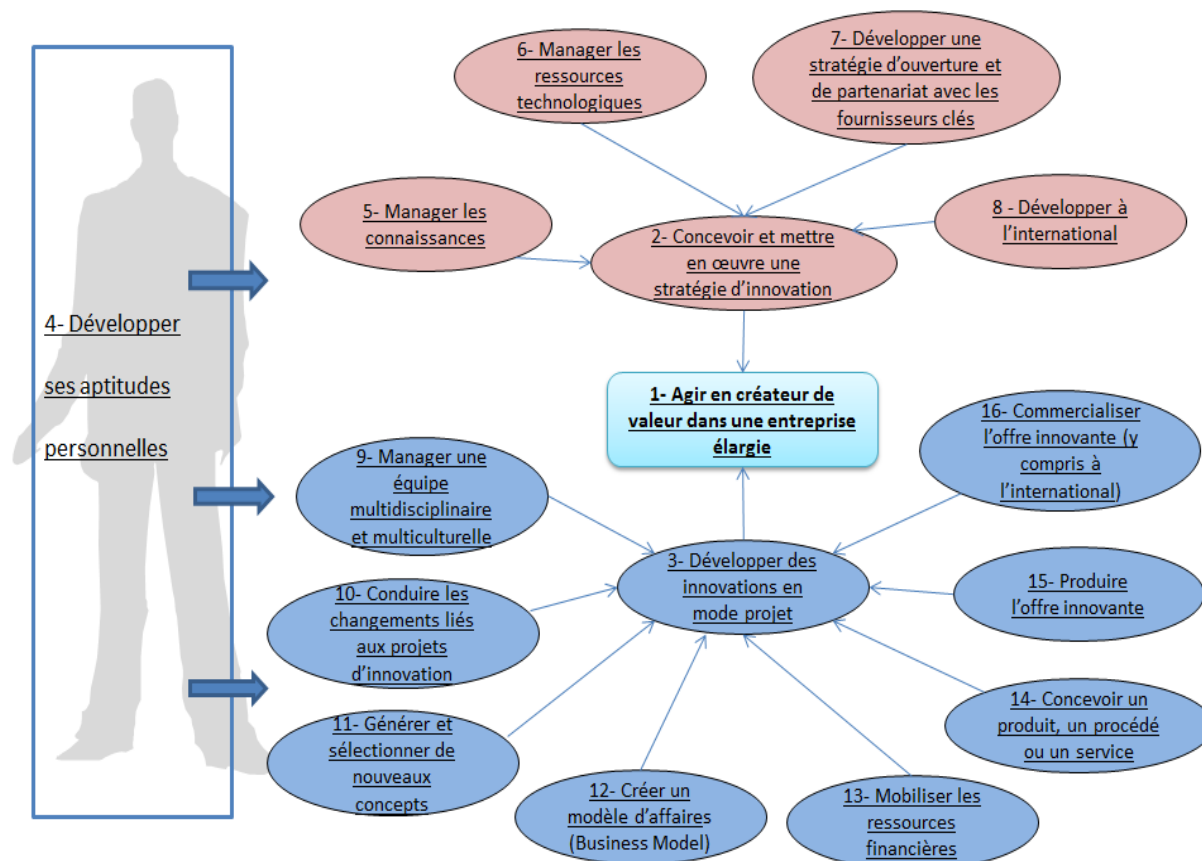 6- Manager les
ressources
technologiques
7- Développer une
stratégie d’ouverture et
de partenariat avec les
fournisseurs clés
5- Manager les
connaissances
8 - Développer à
l’international
2- Concevoir et mettre
en œuvre une
stratégie d’innovation
4- Développer
ses aptitudes
personnelles
1- Agir en créateur de
valeur dans une entreprise
élargie
16- Commercialiser
l’offre innovante (y
compris à
l’international)
9- Manager une
équipe
multidisciplinaire
et multiculturelle
3- Développer des
innovations en
mode projet
15- Produire
l’offre innovante
10- Conduire les
changements liés
aux projets
d’innovation
14- Concevoir un
produit, un procédé
ou un service
11- Générer et
sélectionner de
nouveaux
concepts
12- Créer un
modèle d’affaires
(Business Model)
13- Mobiliser les
ressources
financières